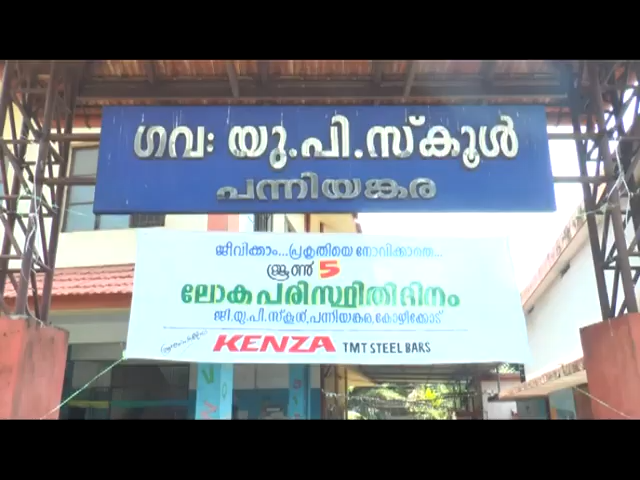 ഗവഃ യു.പി.സ്കൂൾ
പന്നിയങ്കര
ജീവിക്കാം...പ്രകൃതിയെ നോവിക്കാതെ...
ജൂൺ 5
ലോകപരിസ്ഥിതിദിനം
ജി.യു.പി.സ്കൂൾ,പന്നിയങ്കര,കോഴിക്കോട്
KENZA TMT STEEL BARS